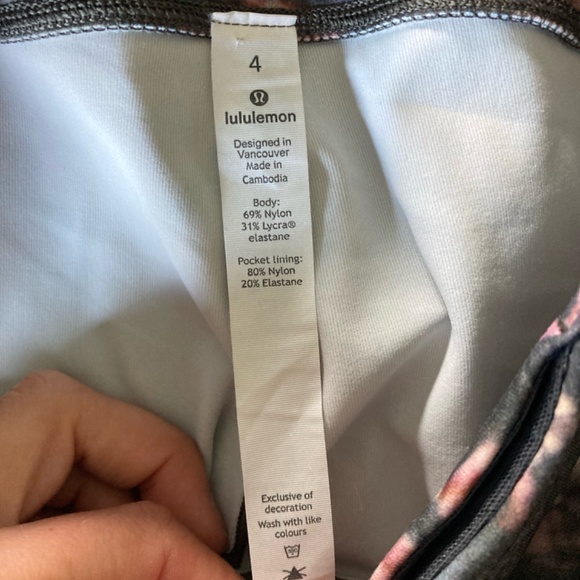 4
lululemon
Designed in
Vancouver
Made in
Cambodia
Body:
69% Nylon
31% Lycra®
elastane
Pocket lining:
80% Nylon
20% Elastane
Exclusive of
decoration
Wash with like
colours